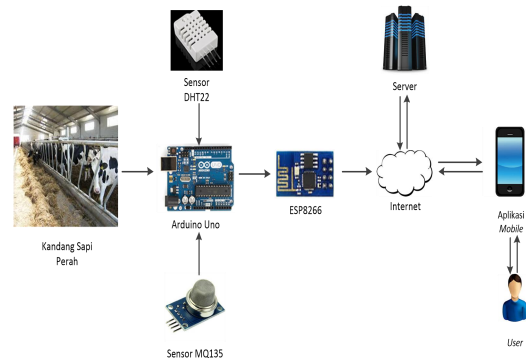 Sensor
DHT22
Server
Kandang Sapi
Perah
Arduino Uno
ESP8266
Internet
Aplikasi
Mobile
Sensor MQ135
User